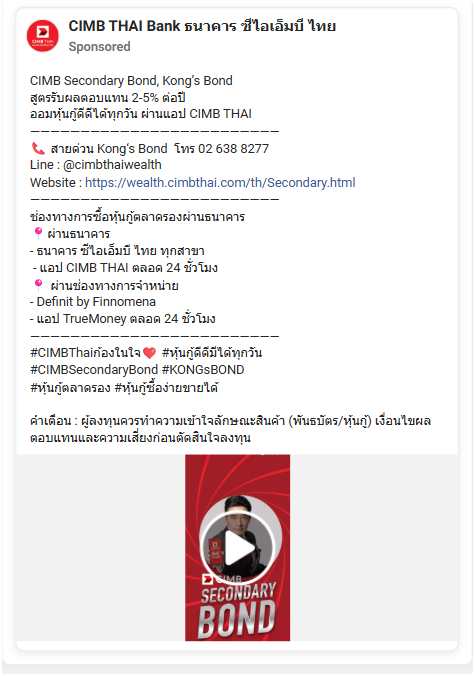 CIMB THAI Bank ธนาคาร ซีไอเอ็มบี ไทย
Sponsored
CIMB Secondary Bond, Kong's Bond
สูตรรับผลตอบแทน 2-5% ต่อปี
ออมหุ้นกู้ดีดีได้ทุกวัน ผ่านแอป CIMB THAI
—————————————————————————
📞 สายด่วน Kong's Bond โทร 02 638 8277
Line : @cimbthaiwealth
Website : https://wealth.cimbthai.com/th/Secondary.html
—————————————————————————
ช่องทางการซื้อหุ้นกู้ตลาดรองผ่านธนาคาร
📍 ผ่านธนาคาร
- ธนาคาร ซีไอเอ็มบี ไทย ทุกสาขา
- แอป CIMB THAI ตลอด 24 ชั่วโมง
📍 ผ่านช่องทางการจำหน่าย
- Definit by Finnomena
- แอป TrueMoney ตลอด 24 ชั่วโมง
—————————————————————————
#CIMBThaiก้องในใจ💖 #หุ้นกู้ดีดีมีได้ทุกวัน
#CIMBSecondaryBond #KONGsBOND
#หุ้นกู้ตลาดรอง #หุ้นกู้ซื้อง่ายขายได้
คำเตือน : ผู้ลงทุนควรทำความเข้าใจลักษณะสินค้า (พันธบัตร/หุ้นกู้) เงื่อนไขผล
ตอบแทนและความเสี่ยงก่อนตัดสินใจลงทุน
CIMB
SECONDARY
BOND